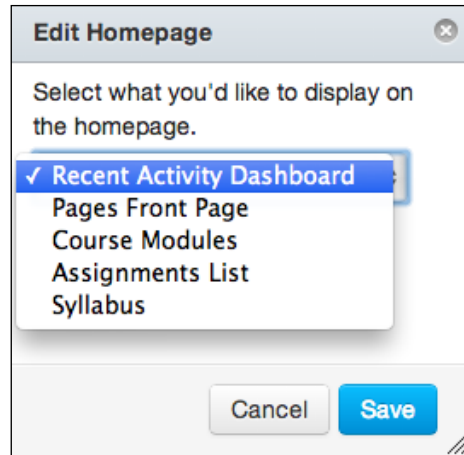 Edit Homepage
Select what you'd like to display on
the homepage.
✓ Recent Activity Dashboard
Pages Front Page
Course Modules
Assignments List
Syllabus
Cancel
Save